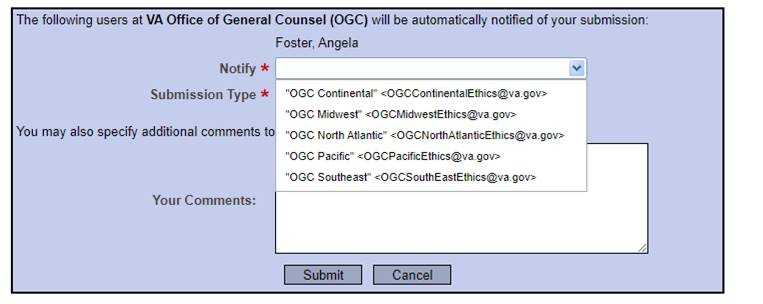 The following users at VA Office of General Counsel (OGC) will be automatically notified of your submission:
Foster, Angela
Notify *
Submission Type *
"OGC Continental" <OGCContinentalEthics@va.gov>
"OGC Midwest" <OGCMidwestEthics@va.gov>
"OGC North Atlantic" <OGCNorthAtlanticEthics@va.gov>
"OGC Pacific" <OGCPacificEthics@va.gov>
"OGC Southeast" <OGCSouthEastEthics@va.gov>
You may also specify additional comments to
Your Comments:
Submit Cancel